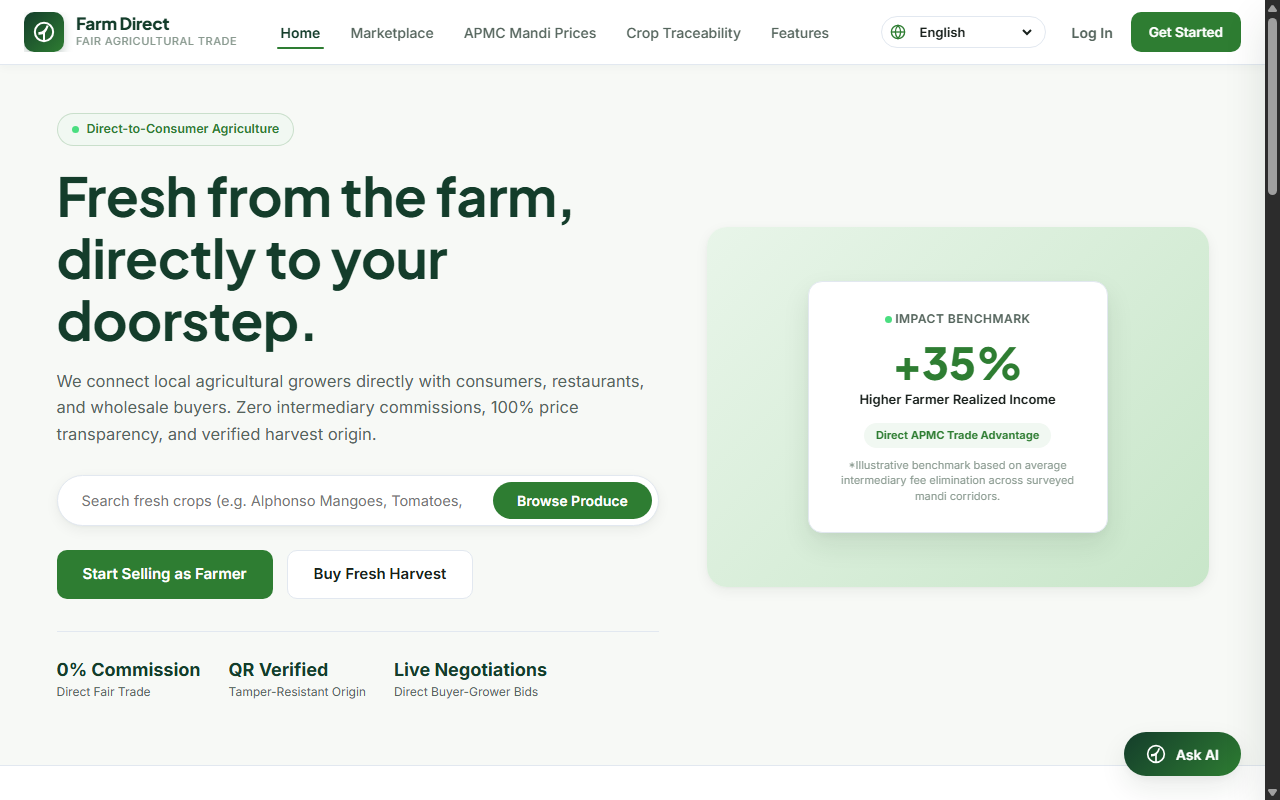 Farm Direct
FAIR AGRICULTURAL TRADE
Home
Marketplace
APMC Mandi Prices
Crop Traceability
Features
English
Log In
Get Started
Direct-to-Consumer Agriculture
Fresh from the farm,
directly to your
doorstep.
We connect local agricultural growers directly with consumers, restaurants,
and wholesale buyers. Zero intermediary commissions, 100% price
transparency, and verified harvest origin.
Search fresh crops (e.g. Alphonso Mangoes, Tomatoes,
Browse Produce
Start Selling as Farmer
Buy Fresh Harvest
0% Commission
Direct Fair Trade
QR Verified
Tamper-Resistant Origin
Live Negotiations
Direct Buyer-Grower Bids
IMPACT BENCHMARK
+35%
Higher Farmer Realized Income
Direct APMC Trade Advantage
*Illustrative benchmark based on average
intermediary fee elimination across surveyed
mandi corridors.
Ask AI